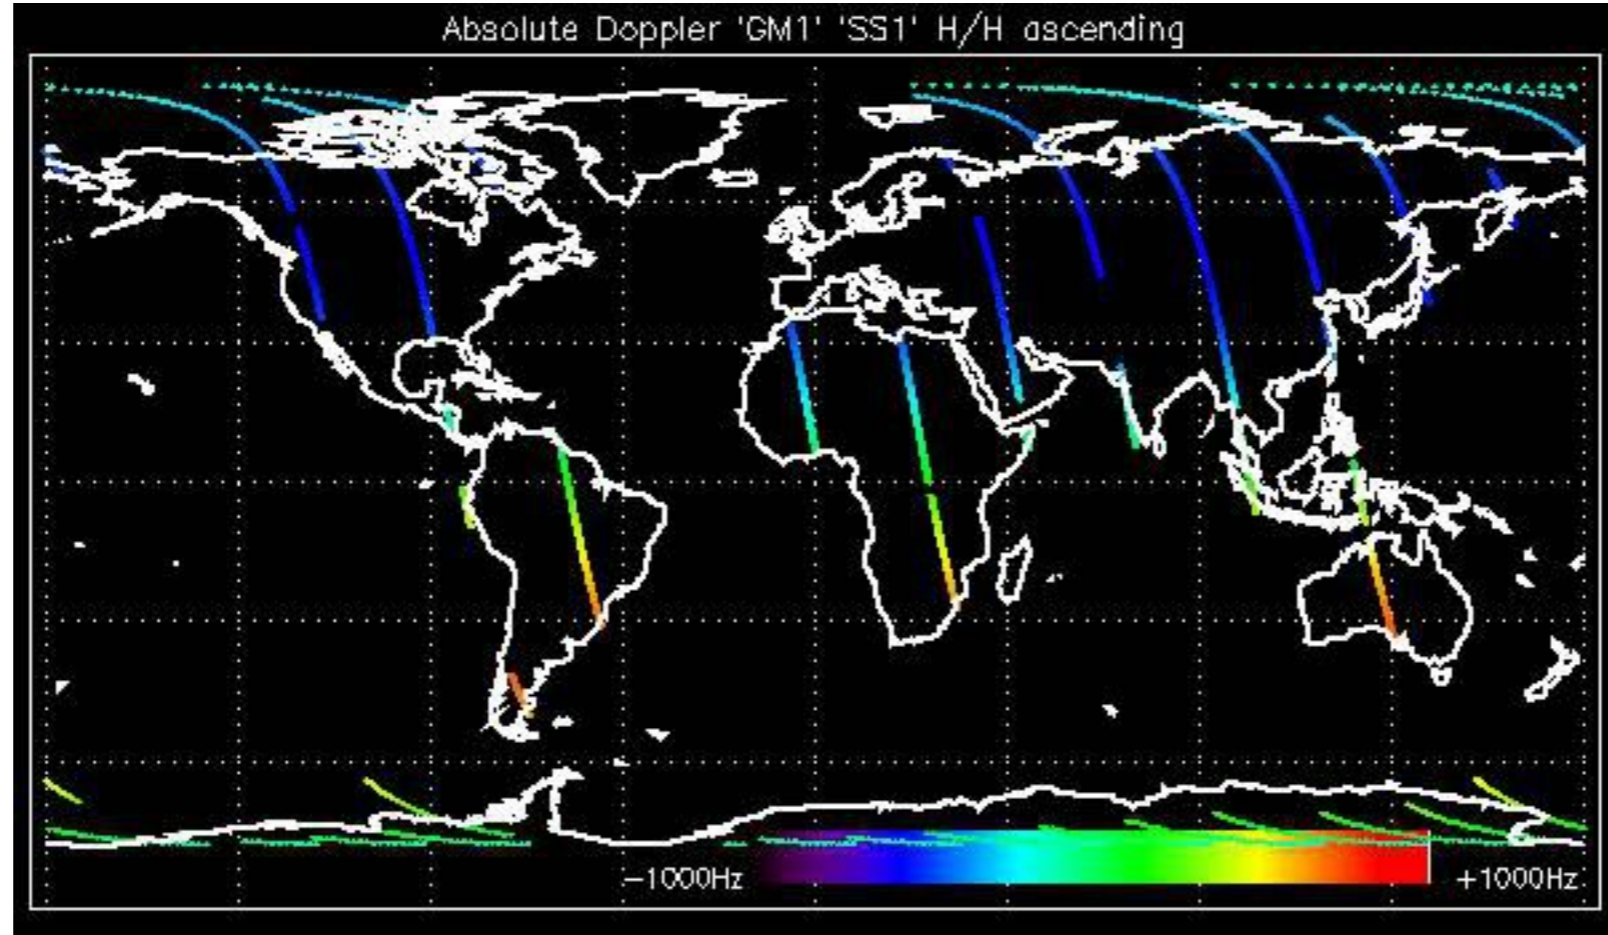 Absolute Doppler 'GM1' 'SS1' H/H ascending
−1000Hz +1000Hz